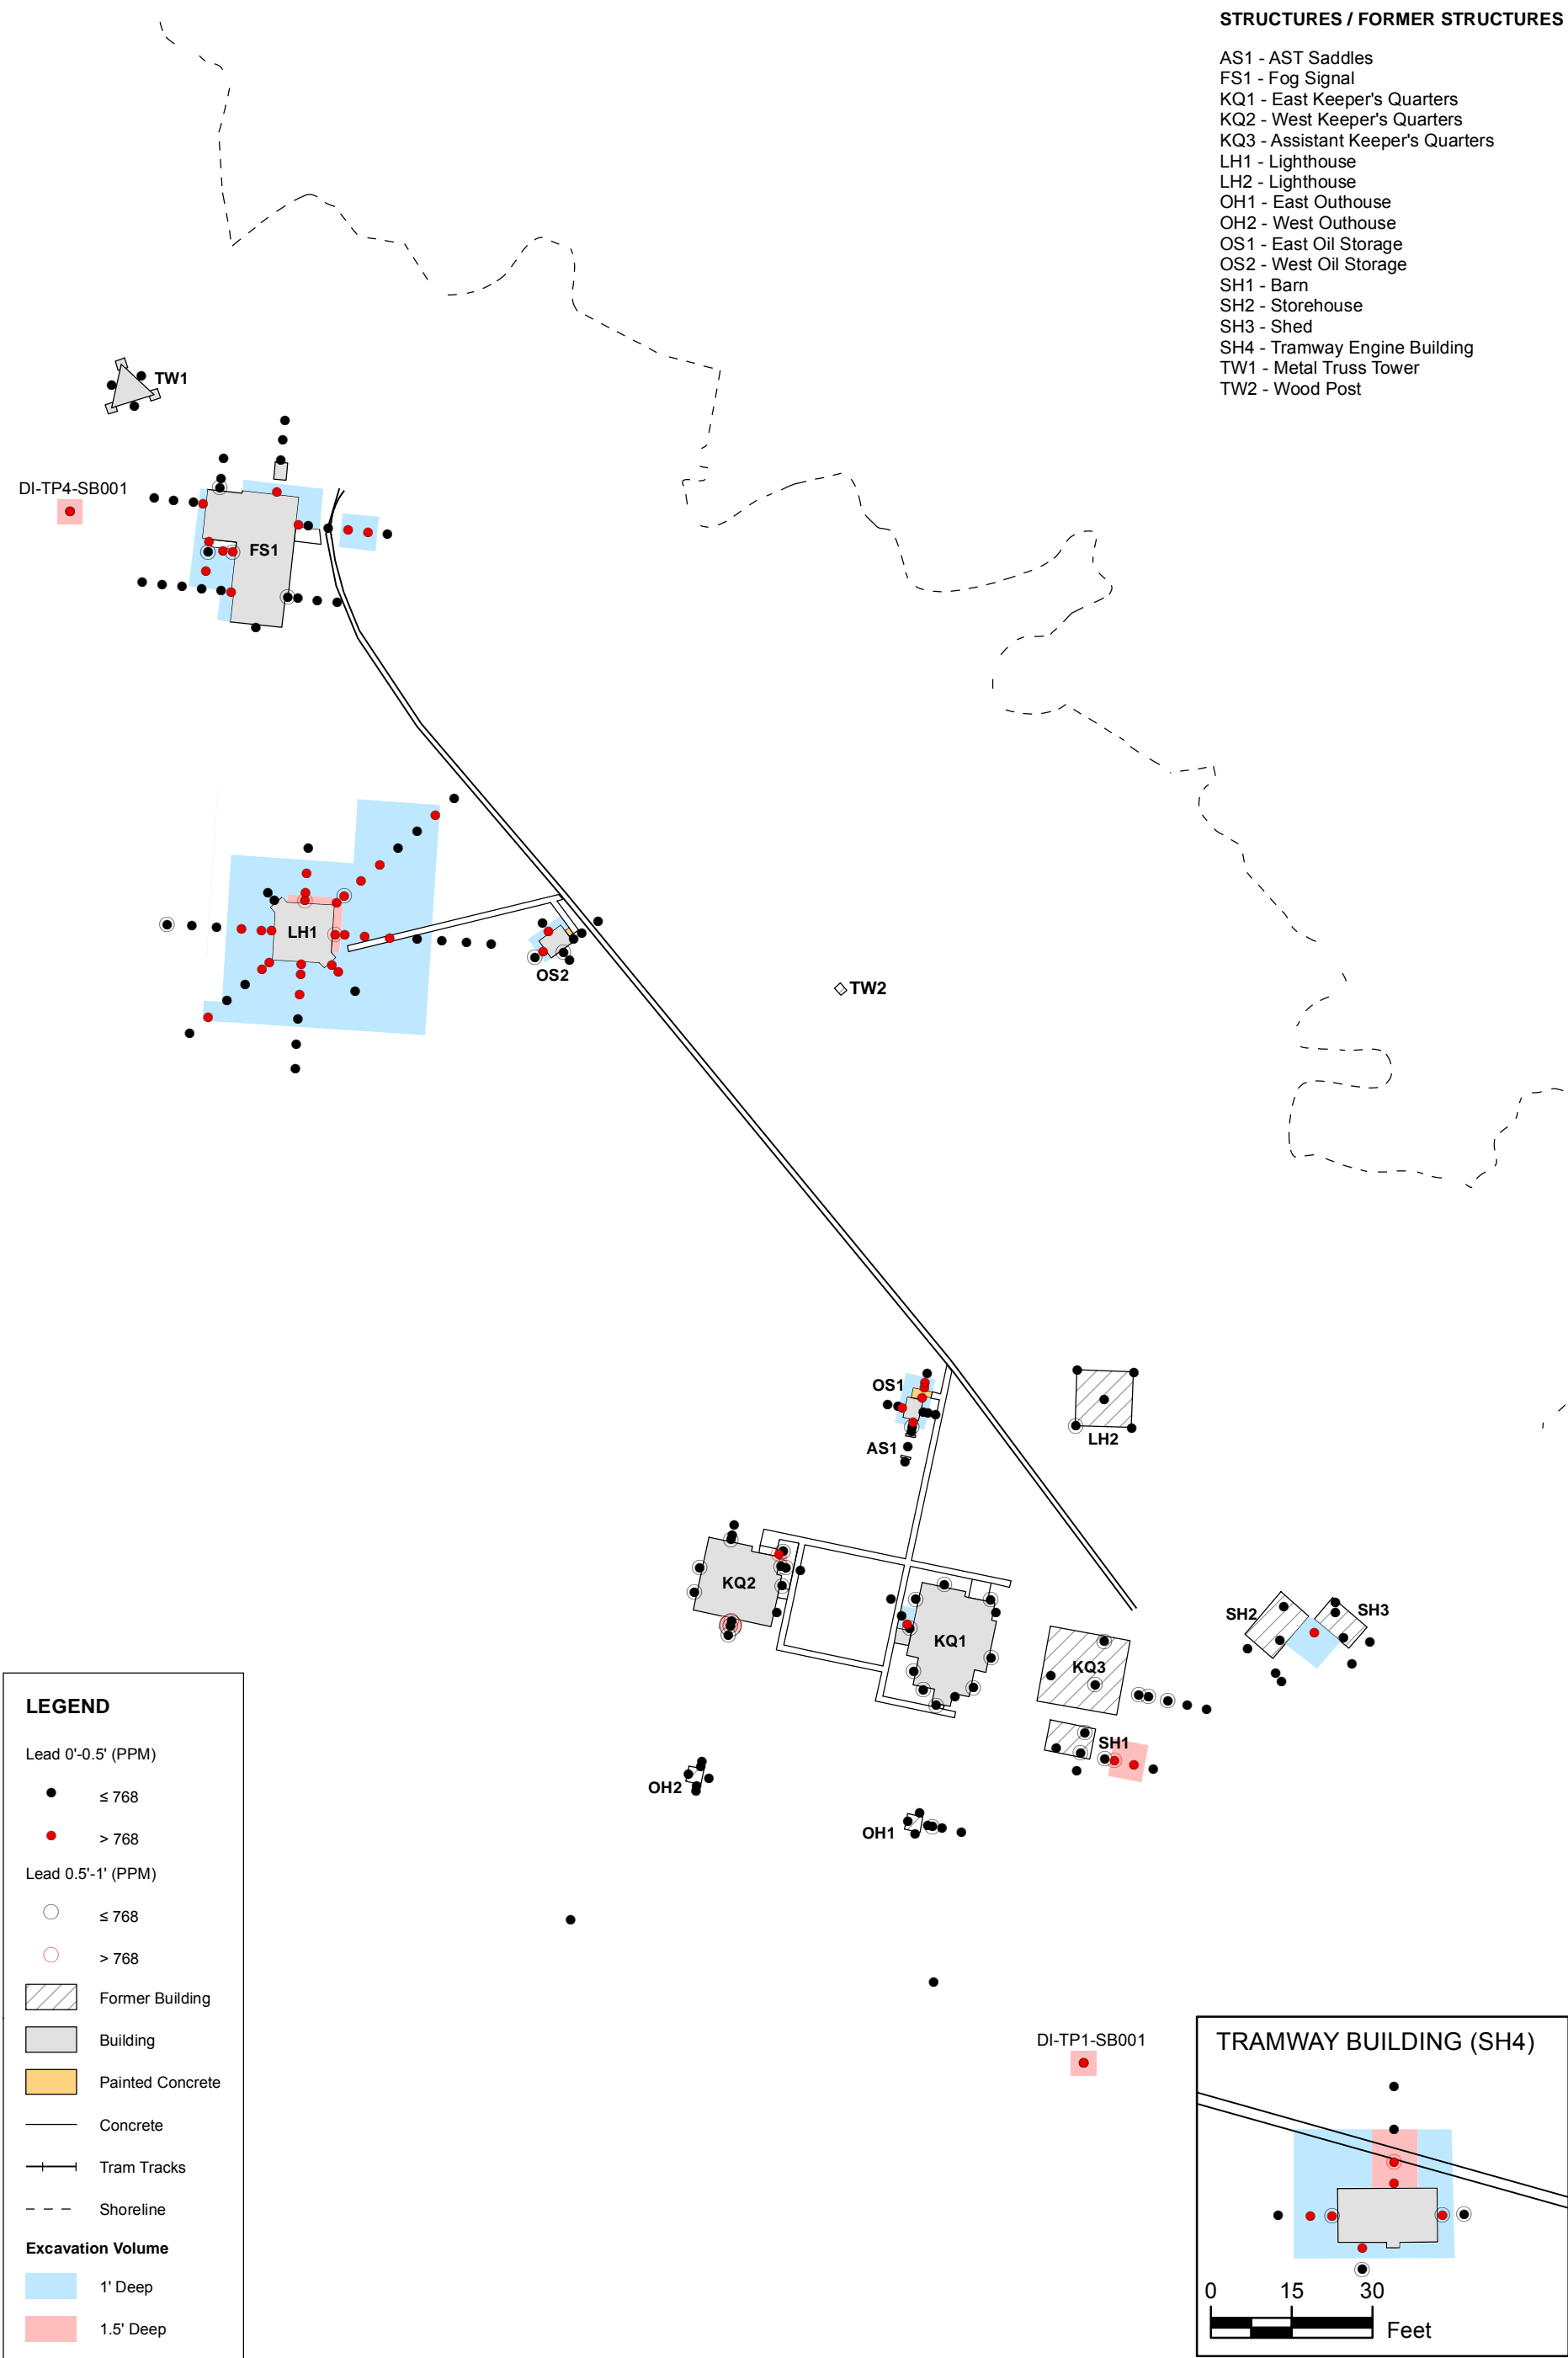 STRUCTURES / FORMER STRUCTURES
AS1 - AST Saddles
FS1 - Fog Signal
KQ1 - East Keeper's Quarters
KQ2 - West Keeper's Quarters
KQ3 - Assistant Keeper's Quarters
LH1 - Lighthouse
LH2 - Lighthouse
OH1 - East Outhouse
OH2 - West Outhouse
OS1 - East Oil Storage
OS2 - West Oil Storage
SH1 - Barn
SH2 - Storehouse
SH3 - Shed
SH4 - Tramway Engine Building
TW1 - Metal Truss Tower
TW2 - Wood Post
TW1
DI-TP4-SB001
FS1
LH1
OS2
TW2
OS1
LH2
AS1
KQ2
KQ1
KQ3
SH2
SH3
SH1
OH2
OH1
DI-TP1-SB001
LEGEND
Lead 0'-0.5' (PPM)
≤ 768
> 768
Lead 0.5'-1' (PPM)
≤ 768
> 768
Former Building
Building
Painted Concrete
Concrete
Tram Tracks
Shoreline
Excavation Volume
1' Deep
1.5' Deep
TRAMWAY BUILDING (SH4)
0 15 30
Feet